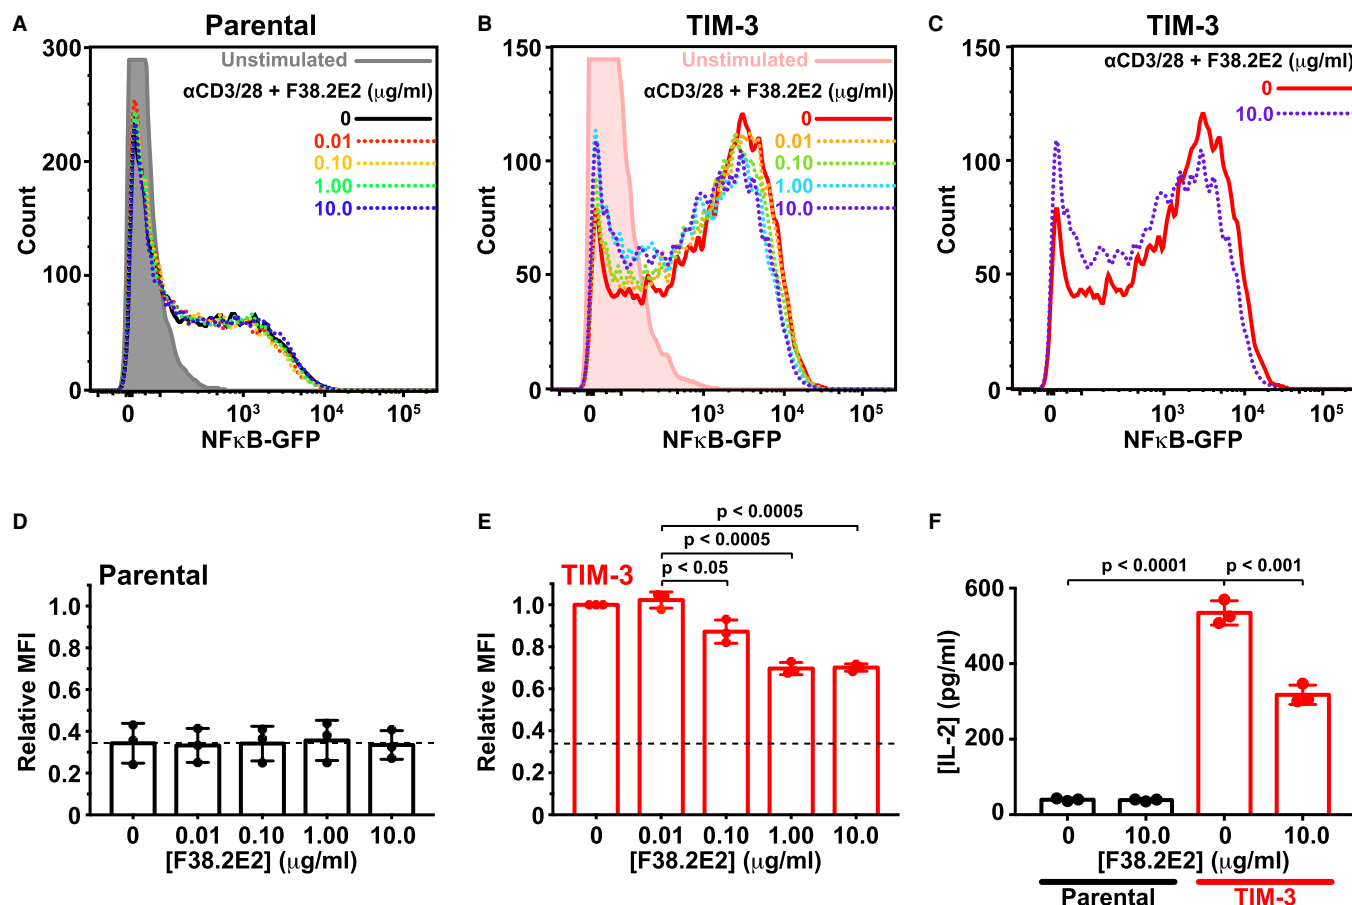 A
Parental
300
200
100
0
Count
Unstimulated
αCD3/28 + F38.2E2 (μg/ml)
0
0.01
0.10
1.00
10.0
0 10³ 10⁴ 10⁵
NFκB-GFP
B
TIM-3
150
100
50
0
Count
Unstimulated
αCD3/28 + F38.2E2 (μg/ml)
0
0.01
0.10
1.00
10.0
0 10³ 10⁴ 10⁵
NFκB-GFP
C
TIM-3
150
100
50
0
Count
αCD3/28 + F38.2E2 (μg/ml)
0
10.0
0 10³ 10⁴ 10⁵
NFκB-GFP
D
Parental
1.0
0.8
0.6
0.4
0.2
0
Relative MFI
0 0.01 0.10 1.00 10.0
[F38.2E2] (μg/ml)
E
p < 0.0005
p < 0.0005
p < 0.05
TIM-3
1.0
0.8
0.6
0.4
0.2
0
Relative MFI
0 0.01 0.10 1.00 10.0
[F38.2E2] (μg/ml)
F
p < 0.0001 p < 0.001
600
400
200
0
[IL-2] (pg/ml)
0 10.0 0 10.0
[F38.2E2] (μg/ml)
Parental TIM-3